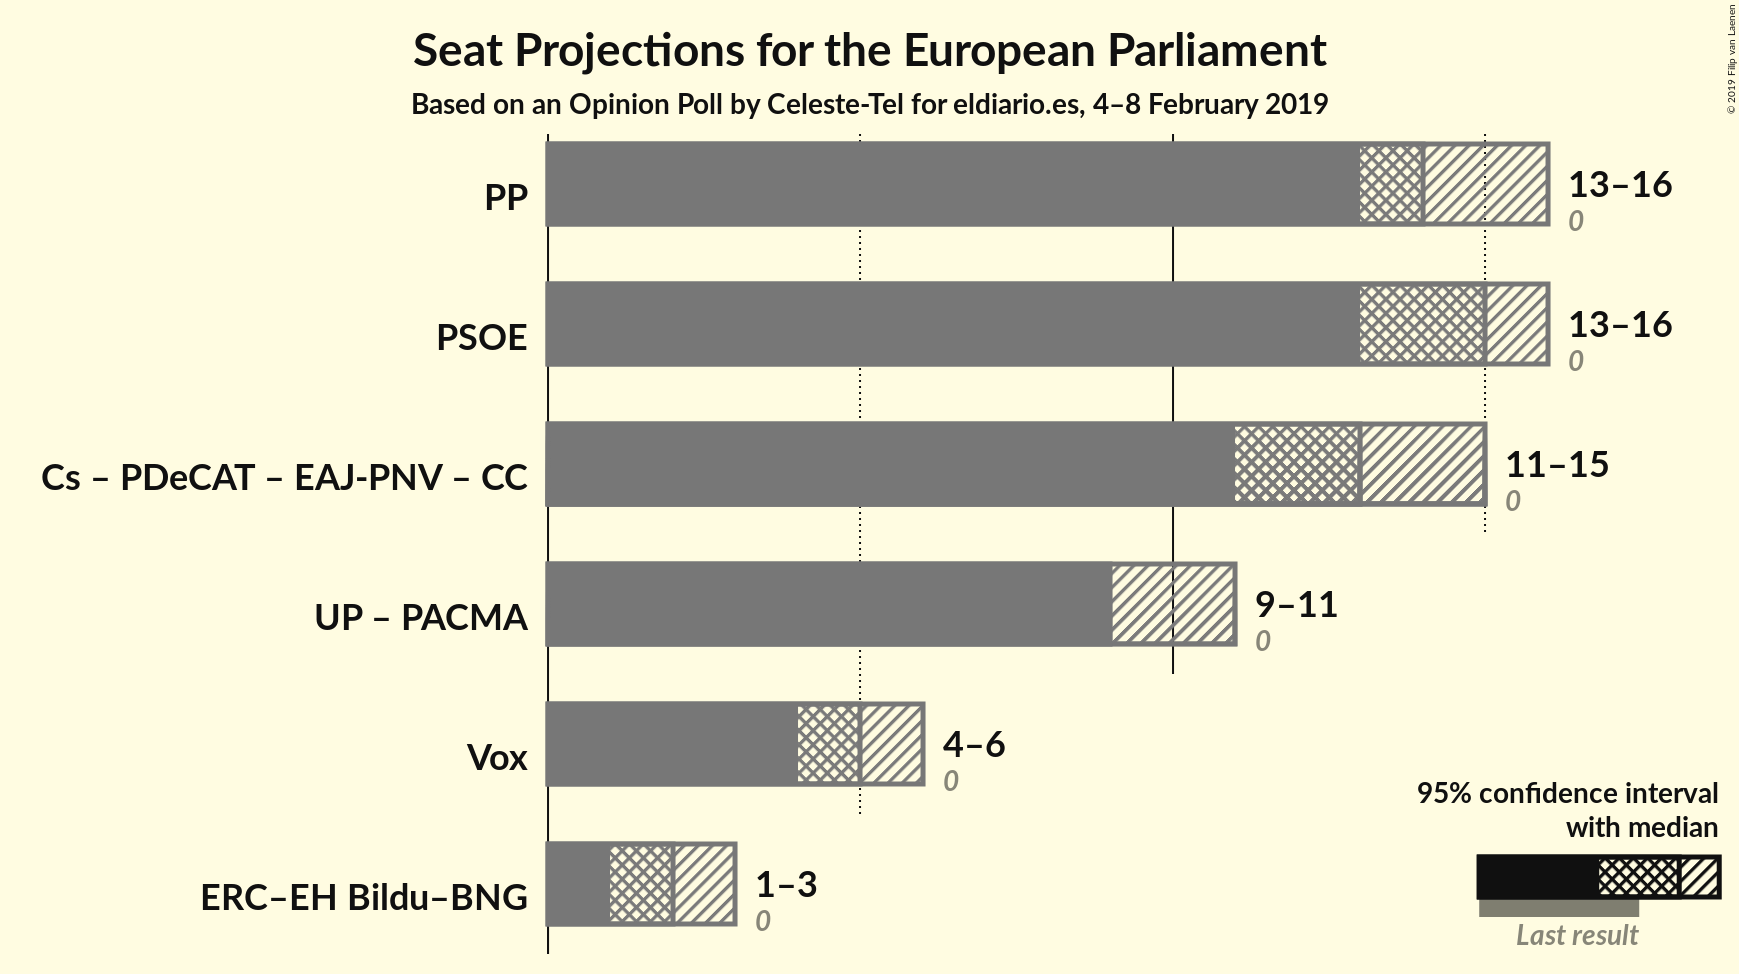 Seat Projections for the European Parliament
Based on an Opinion Poll by Celeste-Tel for eldiario.es, 4–8 February 2019
© 2019 Filip van Laenen
PP
13–16
0
PSOE
13–16
0
Cs – PDeCAT – EAJ-PNV – CC
11–15
0
UP – PACMA
9–11
0
Vox
4–6
0
ERC–EH Bildu–BNG
1–3
0
95% confidence interval
with median
Last result